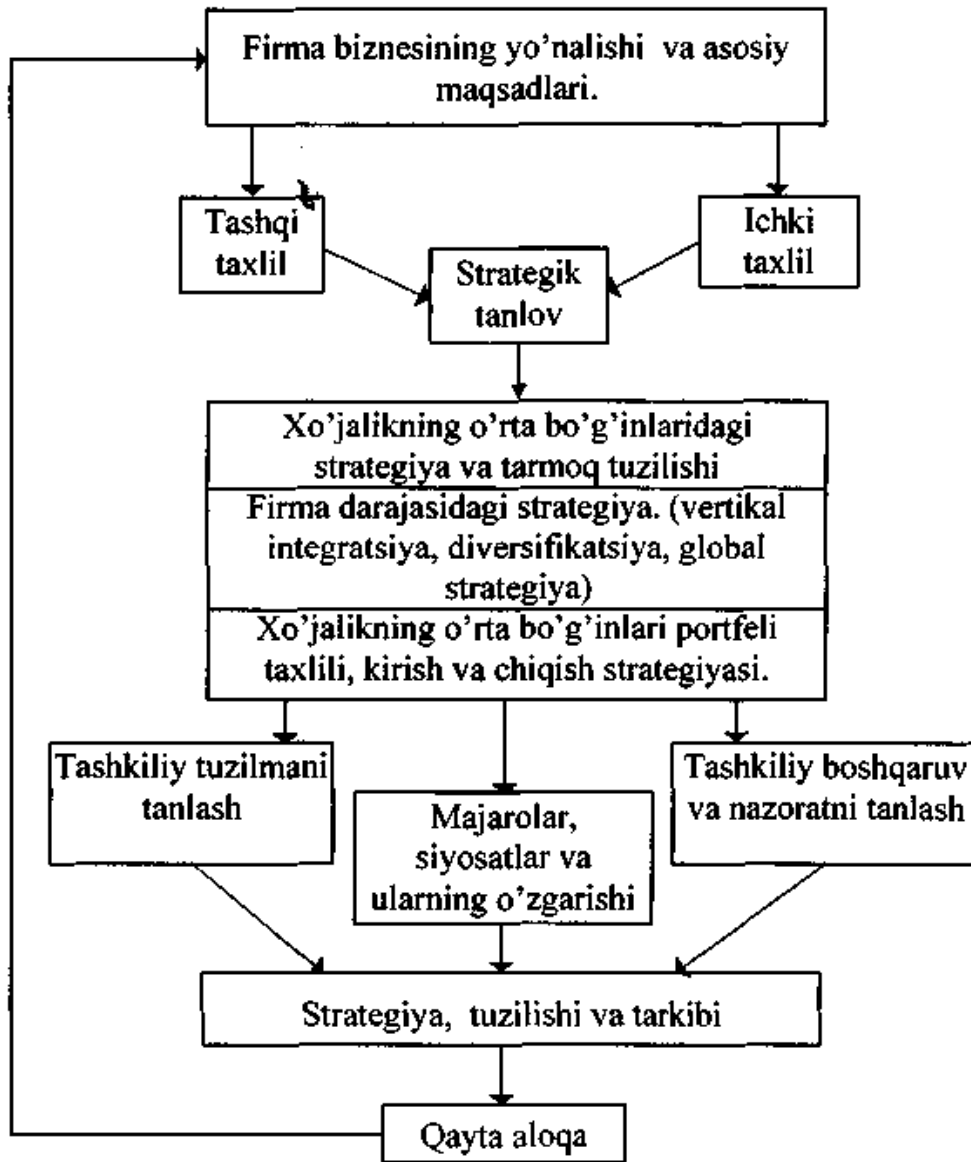 Firma biznesining yo'nalishi va asosiy
maqsadlari.
Tashqi
taxlil
Ichki
taxlil
Strategik
tanlov
Xo'jalikning o'rta bo'g'inlaridagi
strategiya va tarmoq tuzilishi
Firma darajasidagi strategiya. (vertikal
integratsiya, diversifikatsiya, global
strategiya)
Xo'jalikning o'rta bo'g'inlari portfeli
taxlili, kirish va chiqish strategiyasi.
Tashkiliy tuzilmani
tanlash
Majarolar,
siyosatlar va
ularning o'zgarishi
Tashkiliy boshqaruv
va nazoratni tanlash
Strategiya, tuzilishi va tarkibi
Qayta aloqa